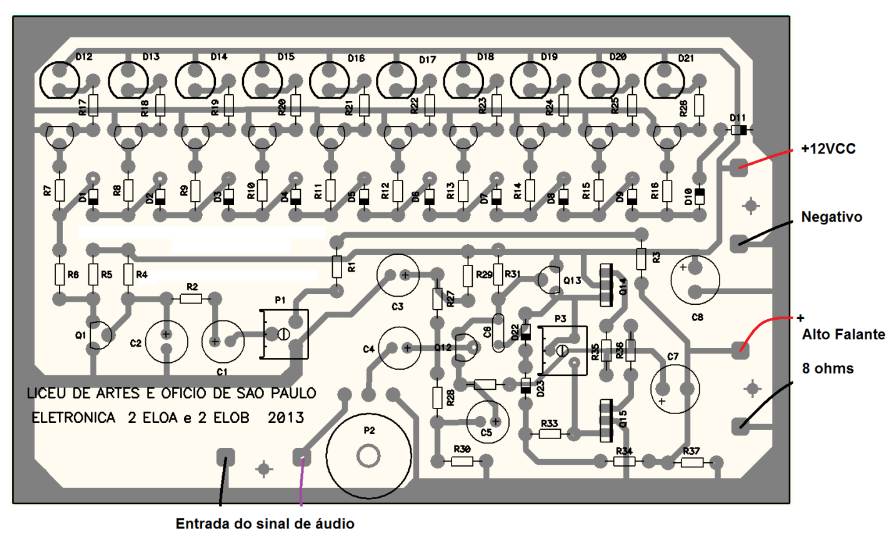 D12 D13 D14 D15 D16 D17 D18 D19 D20 D21
R17 R18 R19 R20 R21 R22 R23 R24 R25 R26 D11
+12VCC
R7 D1 R8 D2 R9 D3 R10 D4 R11 D5 R12 D6 R13 D7 R14 D8 R15 D9 R16 D10
Negativo
R6 R5 R4 R1 R29 R31 Q13 R3
R2 P1 C3 R27 Q14
C6 D22 P3 C8
+
Q1 C2 C1 C4 Q12 R35 R36 C7
Alto Falante
8 ohms
D23
LICEU DE ARTES E OFICIO DE SAO PAULO
R28
ELETRONICA 2 ELOA e 2 ELOB 2013
P2 C5 R33 Q15
R30 R34 R37
Entrada do sinal de áudio